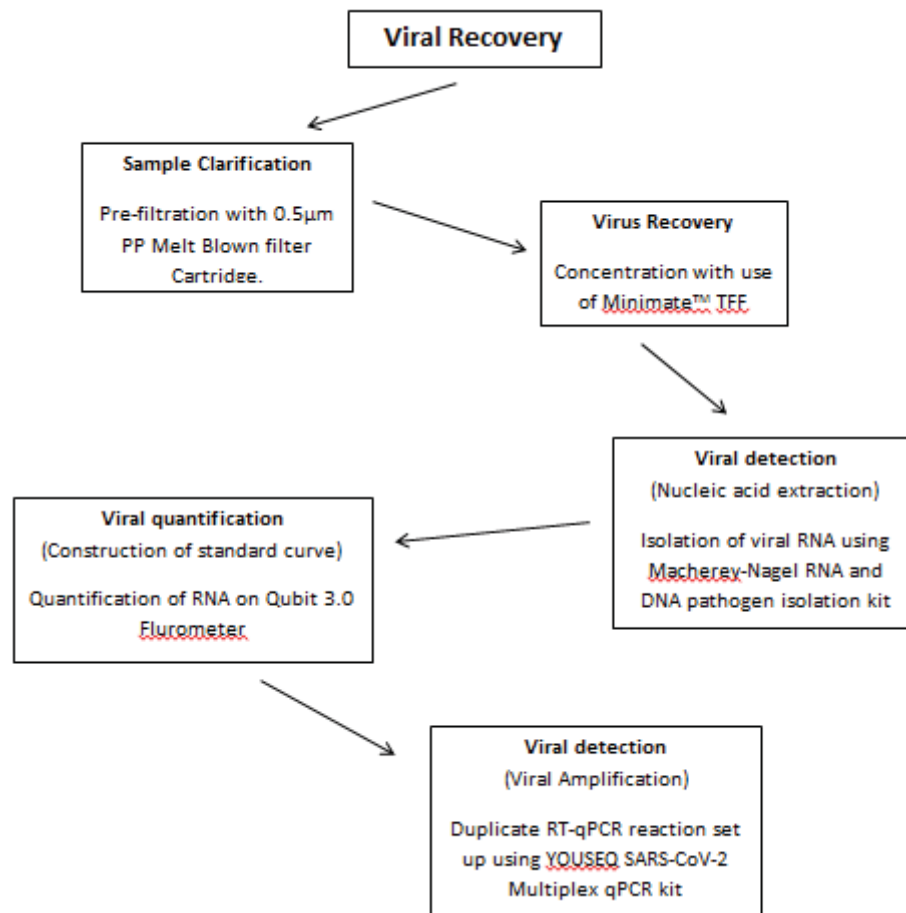 Viral Recovery
Sample Clarification
Pre-filtration with 0.5µm
PP Melt Blown filter
Cartridge.
Virus Recovery
Concentration with use
of Minimate™ TFF
Viral detection
(Nucleic acid extraction)
Isolation of viral RNA using
Macherey-Nagel RNA and
DNA pathogen isolation kit
Viral quantification
(Construction of standard curve)
Quantification of RNA on Qubit 3.0
Flurometer
Viral detection
(Viral Amplification)
Duplicate RT-qPCR reaction set
up using YOUSEQ SARS-CoV-2
Multiplex qPCR kit